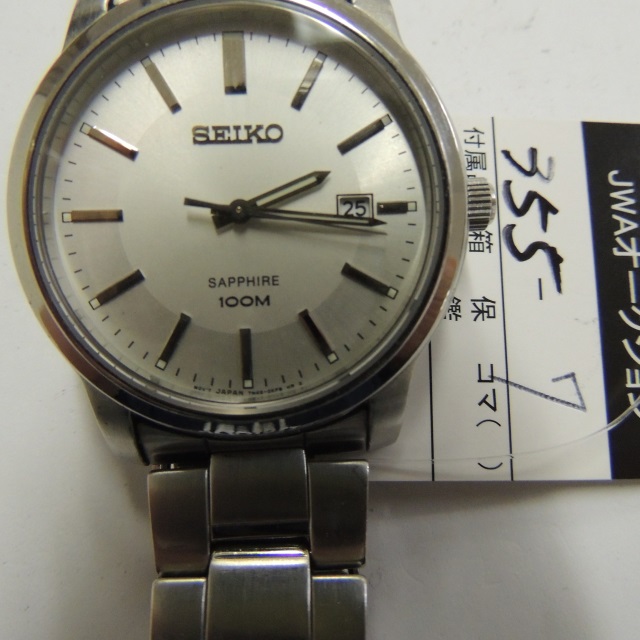 SEIKO
25
SAPPHIRE
100M
付属
箱 保
コマ( )
355-
7
JWAオークション